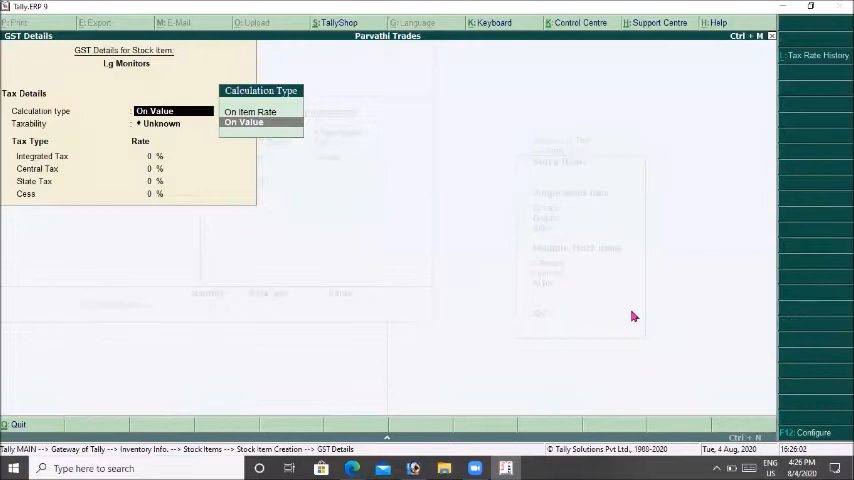 Tally.ERP 9
P: Print E: Export M: E-Mail O: Upload S: TallyShop G: Language K: Keyboard K: Control Centre H: Support Centre H: Help
GST Details Parvathi Trades Ctrl + M
GST Details for Stock Item:
Lg Monitors
L: Tax Rate History
Calculation Type
Tax Details
Calculation type : On Value
On Item Rate
Taxability : ♦ Unknown
On Value
Tax Type Rate
Integrated Tax 0 %
Central Tax 0 %
State Tax 0 %
Cess 0 %
Q: Quit
F12: Configure
Ctrl + N
Tally MAIN --> Gateway of Tally --> Inventory Info. --> Stock Items --> Stock Item Creation --> GST Details © Tally Solutions Pvt Ltd., 1988-2020 Tue, 4 Aug, 2020 16:26:02
Type here to search
ENG 4:26 PM
US 8/4/2020